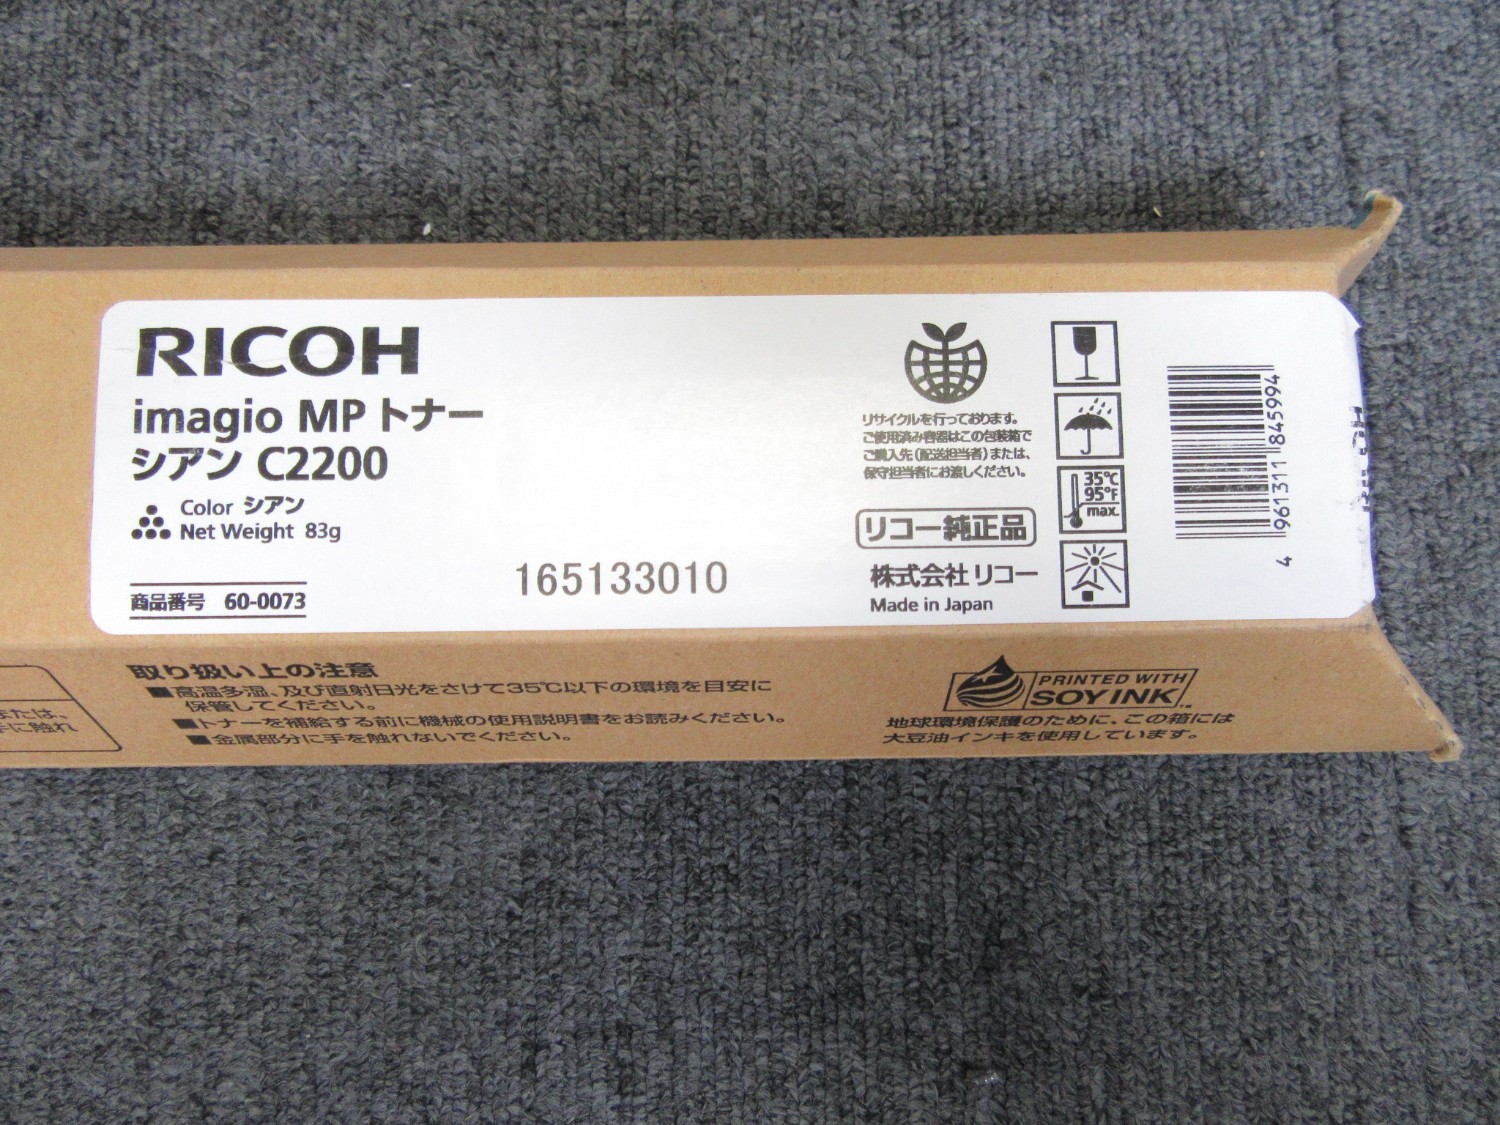 RICOH
imagio MP トナー
シアン C2200
Color シアン
Net Weight 83g
商品番号 60-0073
165133010
リサイクルを行っております。
ご使用済み容器はこの包装箱で
ご購入先(配送担当者)または、
保守担当者にお渡しください。
リコー純正品
株式会社 リコー
Made in Japan
35℃
95°F
max.
4 961311 845994
取り扱い上の注意
■高温多湿、及び直射日光をさけて35℃以下の環境を目安に
保管してください。
■トナーを補給する前に機械の使用説明書をお読みください。
■金属部分に手を触れないでください。
または、
手に触れ
PRINTED WITH
SOY INK™
地球環境保護のために、この箱には
大豆油インキを使用しています。